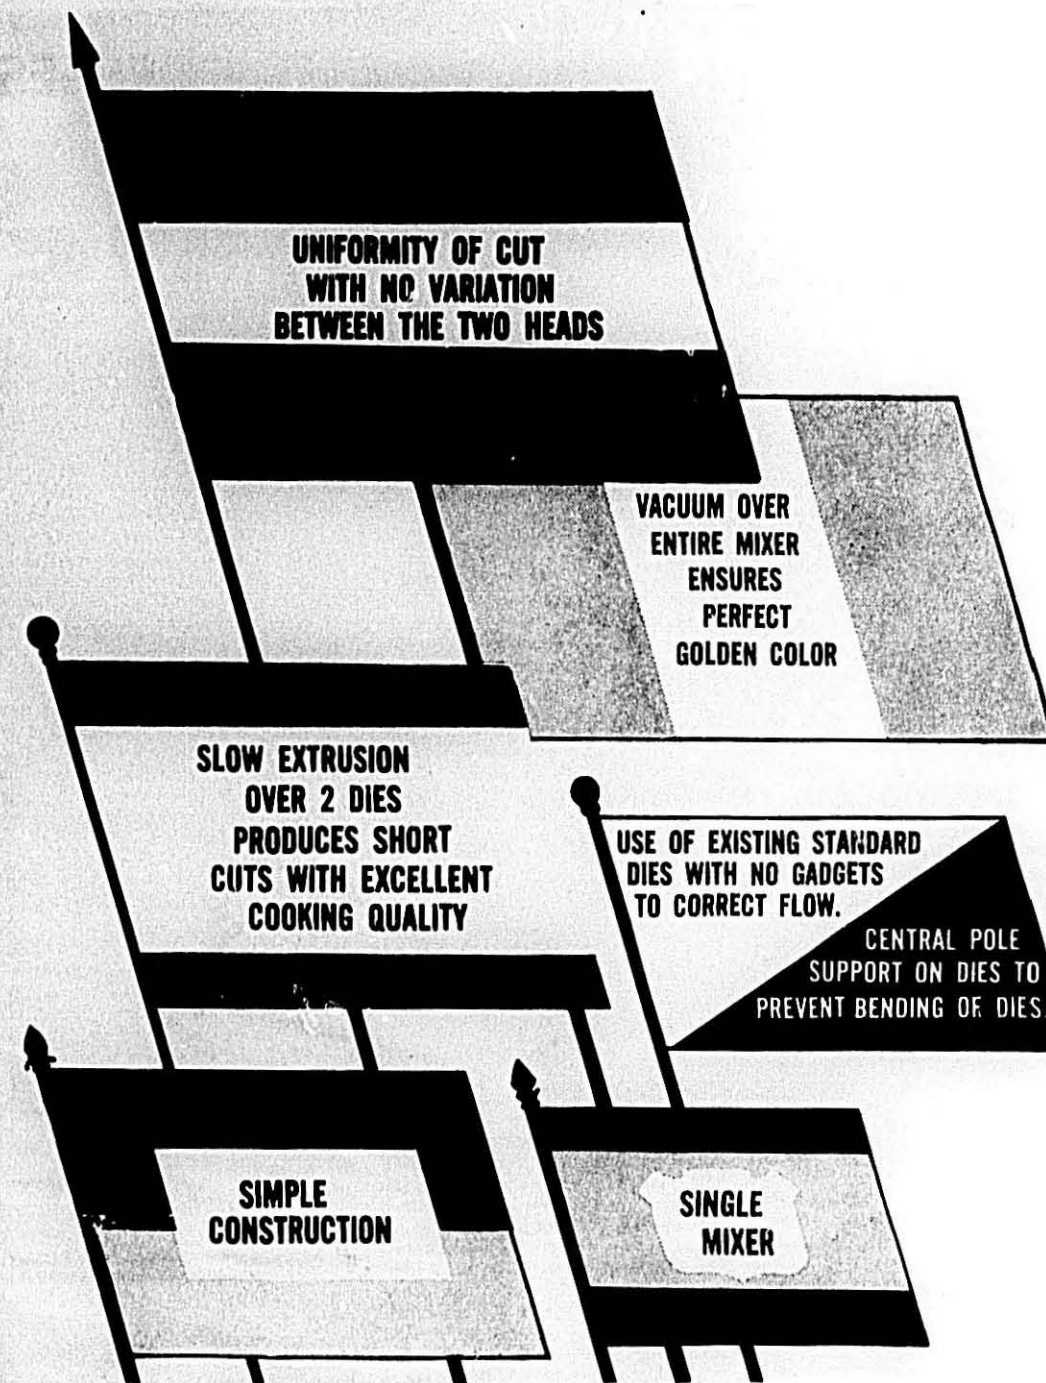 UNIFORMITY OF CUT
WITH NO VARIATION
BETWEEN THE TWO HEADS
VACUUM OVER
ENTIRE MIXER
ENSURES
PERFECT
GOLDEN COLOR
SLOW EXTRUSION
OVER 2 DIES
PRODUCES SHORT
CUTS WITH EXCELLENT
COOKING QUALITY
USE OF EXISTING STANDARD
DIES WITH NO GADGETS
TO CORRECT FLOW.
CENTRAL POLE
SUPPORT ON DIES TO
PREVENT BENDING OF DIES.
SIMPLE
CONSTRUCTION
SINGLE
MIXER